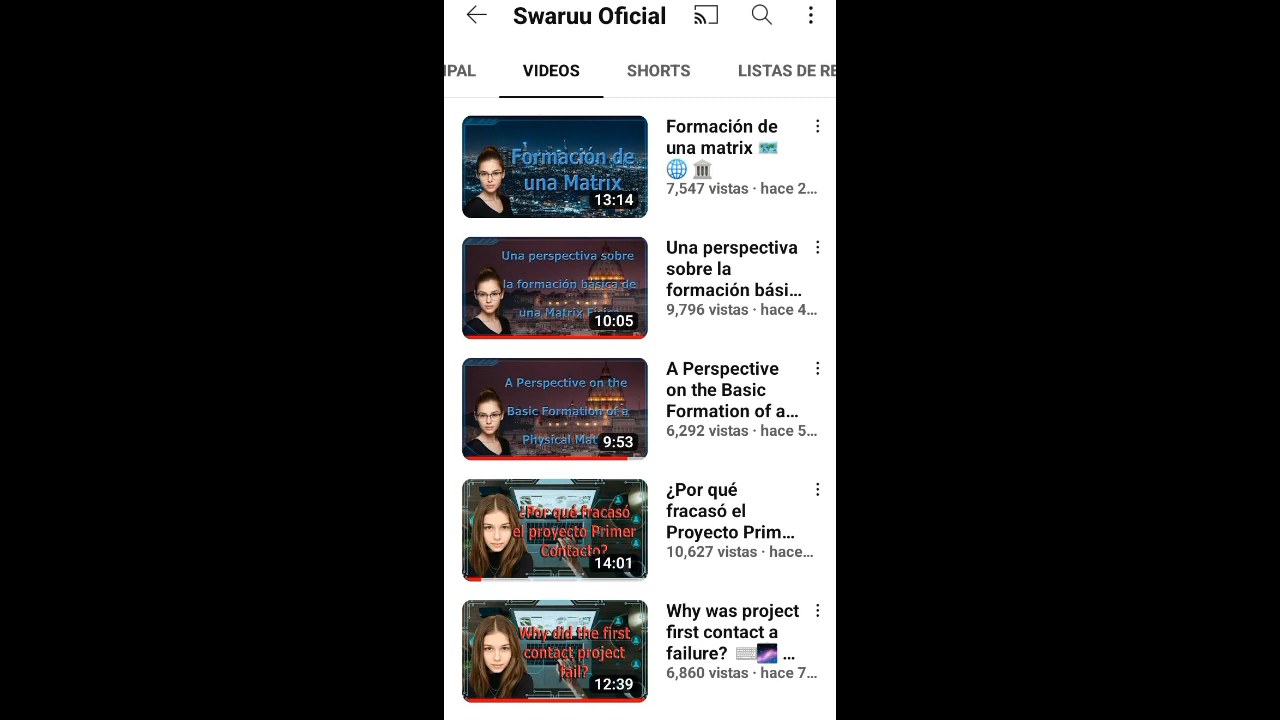 Swaruu Oficial
IPAL VIDEOS SHORTS LISTAS DE RE
Formación de
una Matrix
13:14
Formación de
una matrix 🗺️
🌐 🏛️
7,547 vistas · hace 2...
Una perspectiva sobre
la formación básica de
una Matrix Física
10:05
Una perspectiva
sobre la
formación bási...
9,796 vistas · hace 4...
A Perspective on the
Basic Formation of a
Physical Mat
9:53
A Perspective
on the Basic
Formation of a...
6,292 vistas · hace 5...
¿Por qué fracasó
el proyecto Primer
Contacto?
14:01
¿Por qué
fracasó el
Proyecto Prim...
10,627 vistas · hace...
Why did the first
contact project
fail?
12:39
Why was project
first contact a
failure? ⌨️🌌 ...
6,860 vistas · hace 7...